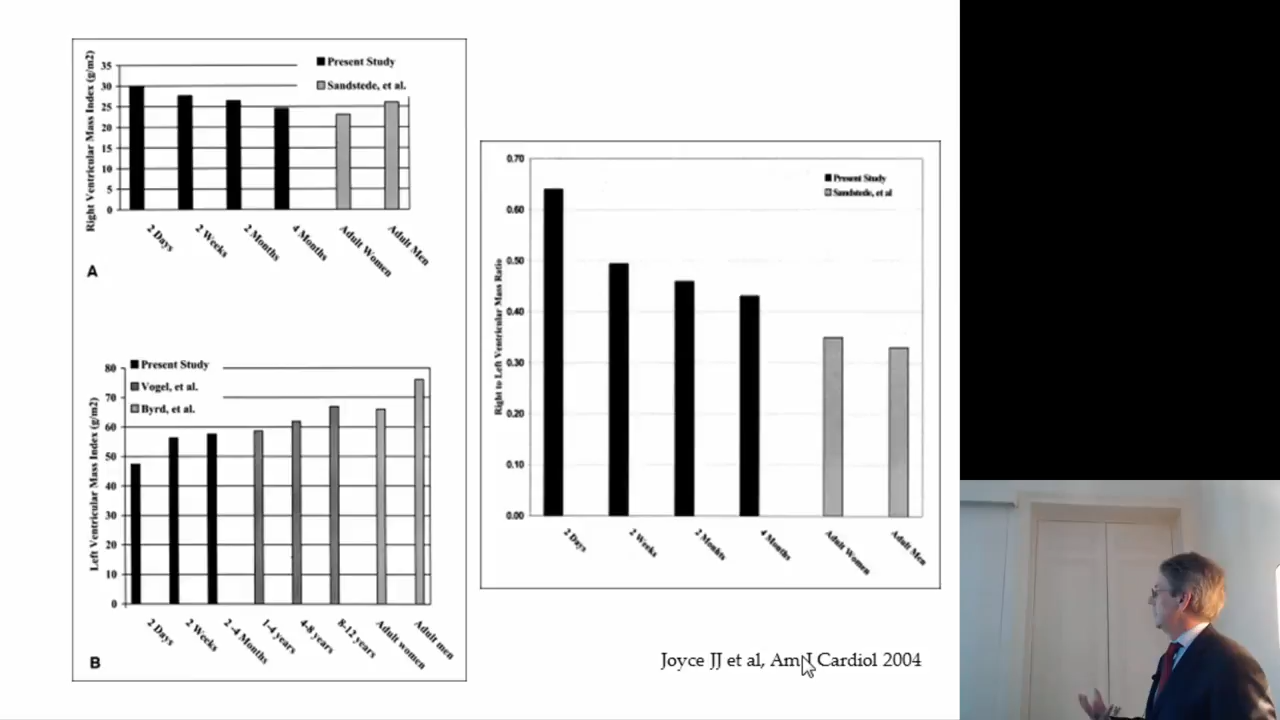 Right Ventricular Mass Index (g/m2)
35
30
25
20
15
10
5
0
Present Study
Sandstede, et al.
2 Days
2 Weeks
2 Months
4 Months
Adult Women
Adult Men
A
Left Ventricular Mass Index (g/m2)
80
70
60
50
40
30
20
10
0
Present Study
Vogel, et al.
Byrd, et al.
2 Days
2 Weeks
2 -4 Months
1-4 years
4-8 years
8-12 years
Adult women
Adult men
B
Right to Left Ventricular Mass Ratio
0.70
0.60
0.50
0.40
0.30
0.20
0.10
0.00
Present Study
Sandstede, et al
2 Days
2 Weeks
2 Monhts
4 Months
Adult Women
Adult Men
Joyce JJ et al, Am J Cardiol 2004